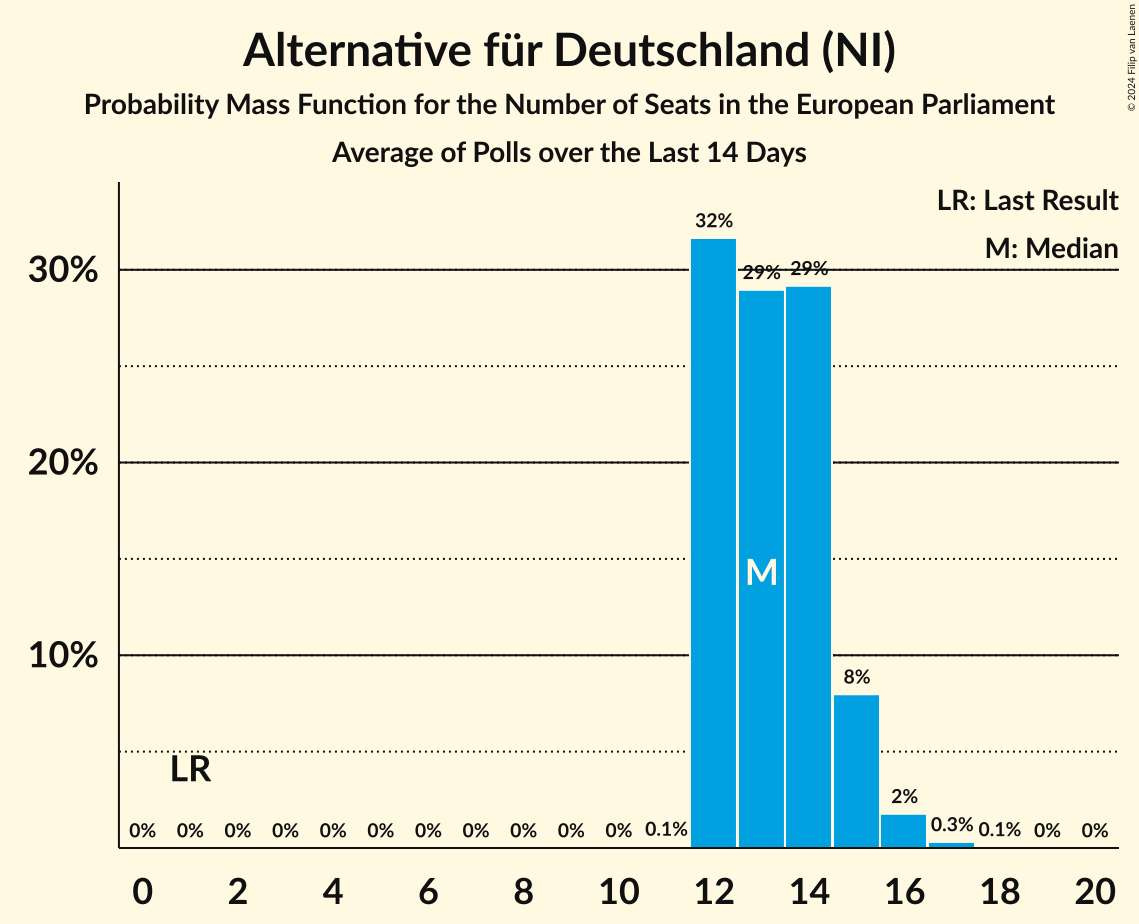 Alternative für Deutschland (NI)
Probability Mass Function for the Number of Seats in the European Parliament
Average of Polls over the Last 14 Days
© 2024 Filip van Laenen
LR: Last Result
M: Median
30%
20%
10%
32%
29%
29%
8%
2%
0.3%
0.1%
0%
0%
0%
0%
0%
0%
0%
0%
0%
0%
0%
0%
0%
0.1%
M
LR
0 2 4 6 8 10 12 14 16 18 20